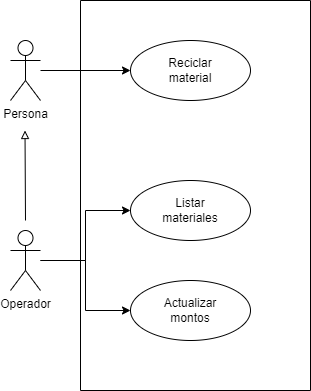 Reciclar
material
Persona
Listar
materiales
Operador
Actualizar
montos